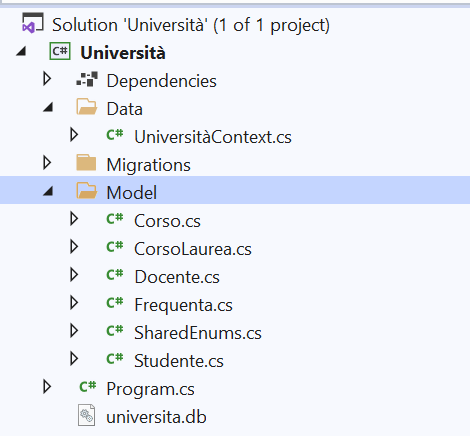 Solution 'Università' (1 of 1 project)
C# Università
Dependencies
Data
C# UniversitàContext.cs
Migrations
Model
C# Corso.cs
C# CorsoLaurea.cs
C# Docente.cs
C# Frequenta.cs
C# SharedEnums.cs
C# Studente.cs
C# Program.cs
universita.db